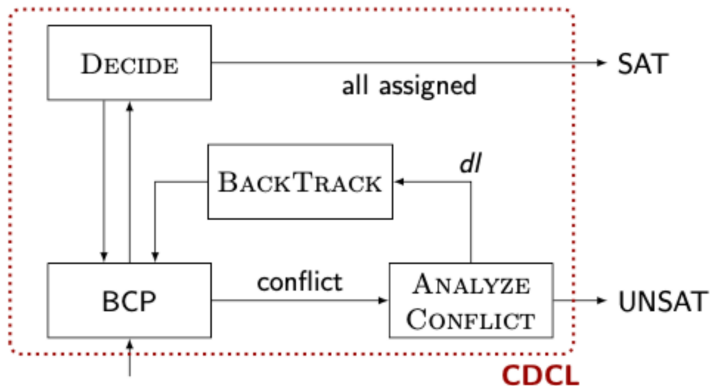 DECIDE
SAT
all assigned
dl
BACKTRACK
conflict
BCP
ANALYZE
CONFLICT
UNSAT
CDCL